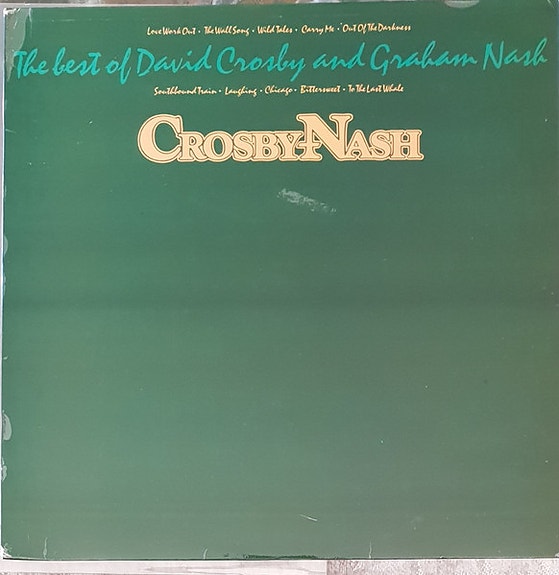 Love Work Out • The Wall Song • Wild Tales • Carry Me • Out Of The Darkness
The best of David Crosby and Graham Nash
Southbound Train • Laughing • Chicago • Bittersweet • To The Last Whale
CROSBY-NASH